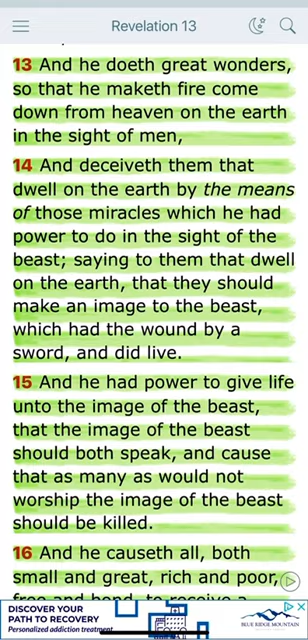 Revelation 13
13 And he doeth great wonders,
so that he maketh fire come
down from heaven on the earth
in the sight of men,
14 And deceiveth them that
dwell on the earth by the means
of those miracles which he had
power to do in the sight of the
beast; saying to them that dwell
on the earth, that they should
make an image to the beast,
which had the wound by a
sword, and did live.
15 And he had power to give life
unto the image of the beast,
that the image of the beast
should both speak, and cause
that as many as would not
worship the image of the beast
should be killed.
16 And he causeth all, both
small and great, rich and poor,
free and bond, to receive a
DISCOVER YOUR
PATH TO RECOVERY
Personalized addiction treatment
BLUE RIDGE MOUNTAIN